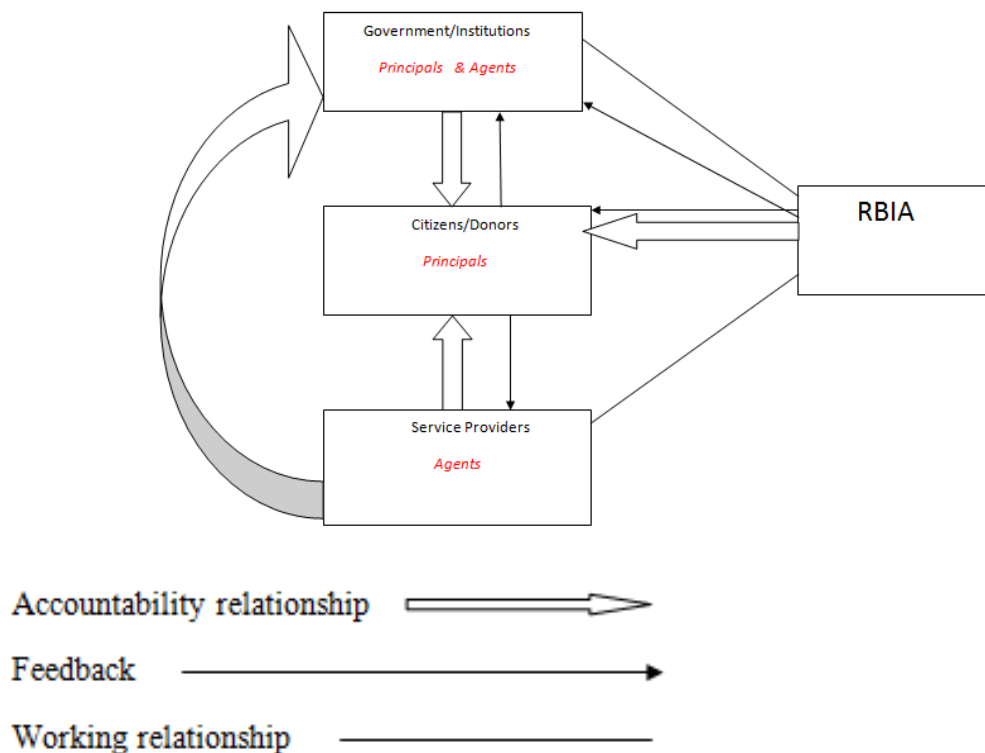 Government/Institutions
Principals & Agents
RBIA
Citizens/Donors
Principals
Service Providers
Agents
Accountability relationship
Feedback
Working relationship